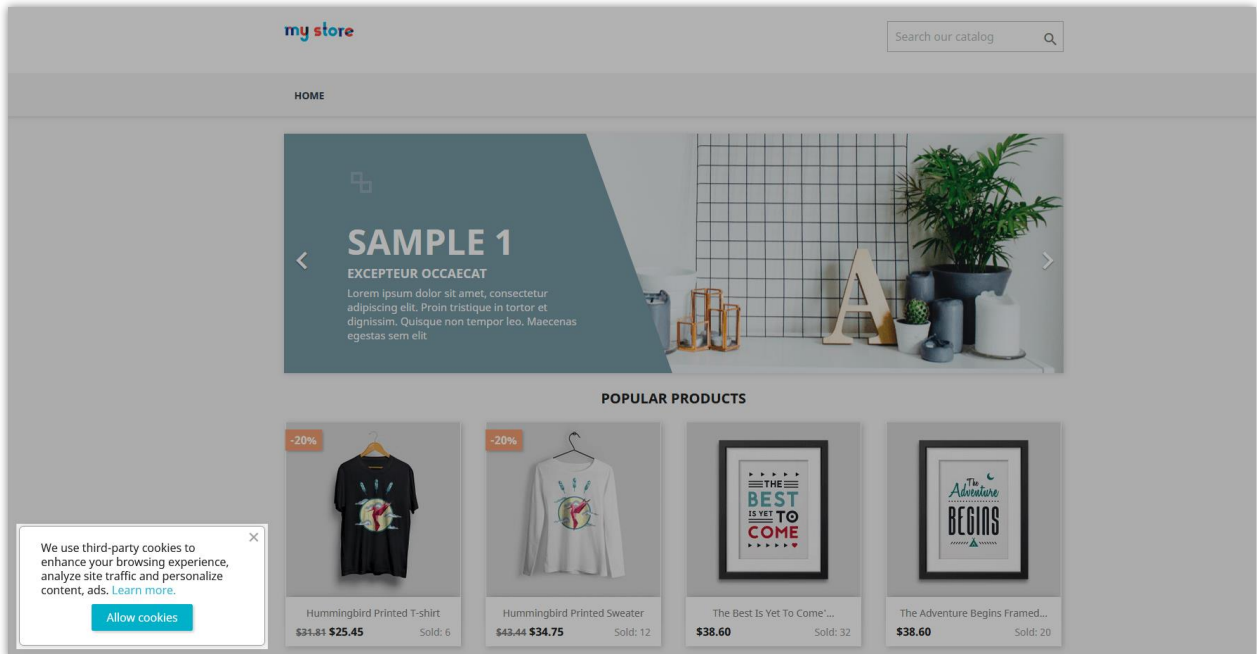 my store
Search our catalog
HOME
SAMPLE 1
EXCEPTEUR OCCAECAT
Lorem ipsum dolor sit amet, consectetur
adipiscing elit. Proin tristique in tortor et
dignissim. Quisque non tempor leo. Maecenas
egestas sem elit
A
POPULAR PRODUCTS
-20%
-20%
THE
BEST
IS YET TO
COME
The
Adventure
BEGINS
Hummingbird Printed T-shirt
$31.81 $25.45 Sold: 6
Hummingbird Printed Sweater
$43.44 $34.75 Sold: 12
The Best Is Yet To Come'...
$38.60 Sold: 32
The Adventure Begins Framed...
$38.60 Sold: 20
We use third-party cookies to
enhance your browsing experience,
analyze site traffic and personalize
content, ads. Learn more.
Allow cookies